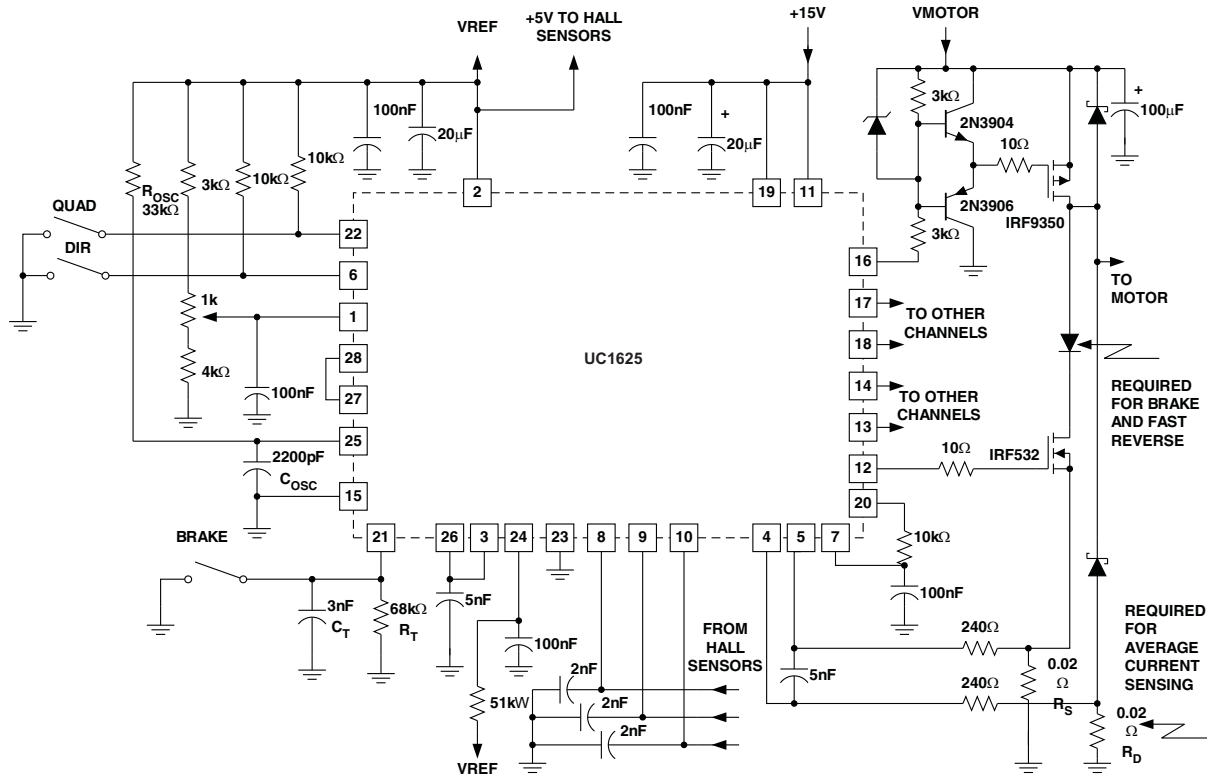 VREF
+5V TO HALL
SENSORS
+15V
VMOTOR
100nF
20μF
100nF
+
20μF
3kΩ
2N3904
10Ω
+
100μF
ROSC
33kΩ
3kΩ
10kΩ
10kΩ
2
19
11
2N3906
IRF9350
3kΩ
QUAD
22
DIR
6
16
TO
MOTOR
1k
1
17
TO OTHER
CHANNELS
UC1625
18
4kΩ
28
100nF
27
14
TO OTHER
CHANNELS
13
REQUIRED
FOR BRAKE
AND FAST
REVERSE
25
2200pF
COSC
12
10Ω
IRF532
15
20
BRAKE
21
26
3
24
23
8
9
10
4
5
7
10kΩ
100nF
3nF
CT
68kΩ
RT
5nF
100nF
FROM
HALL
SENSORS
240Ω
5nF
240Ω
0.02
Ω
RS
REQUIRED
FOR
AVERAGE
CURRENT
SENSING
51kW
2nF
2nF
2nF
0.02
Ω
RD
VREF